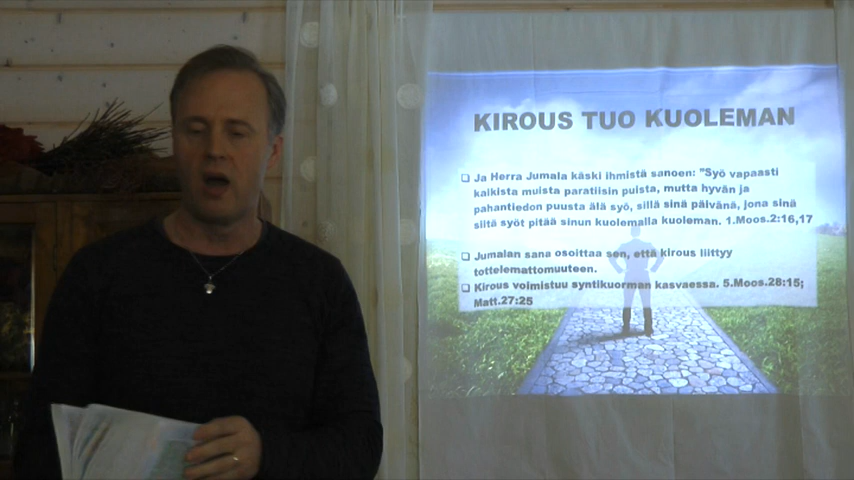 KIROUS TUO KUOLEMAN
❑ Ja Herra Jumala käski ihmistä sanoen: "Syö vapaasti
kaikista muista paratiisin puista, mutta hyvän ja
pahantiedon puusta älä syö, sillä sinä päivänä, jona sinä
siitä syöt pitää sinun kuolemalla kuoleman. 1.Moos.2:16,17
❑ Jumalan sana osoittaa sen, että kirous liittyy
tottelemattomuuteen.
❑ Kirous voimistuu syntikuorman kasvaessa. 5.Moos.28:15;
Matt.27:25